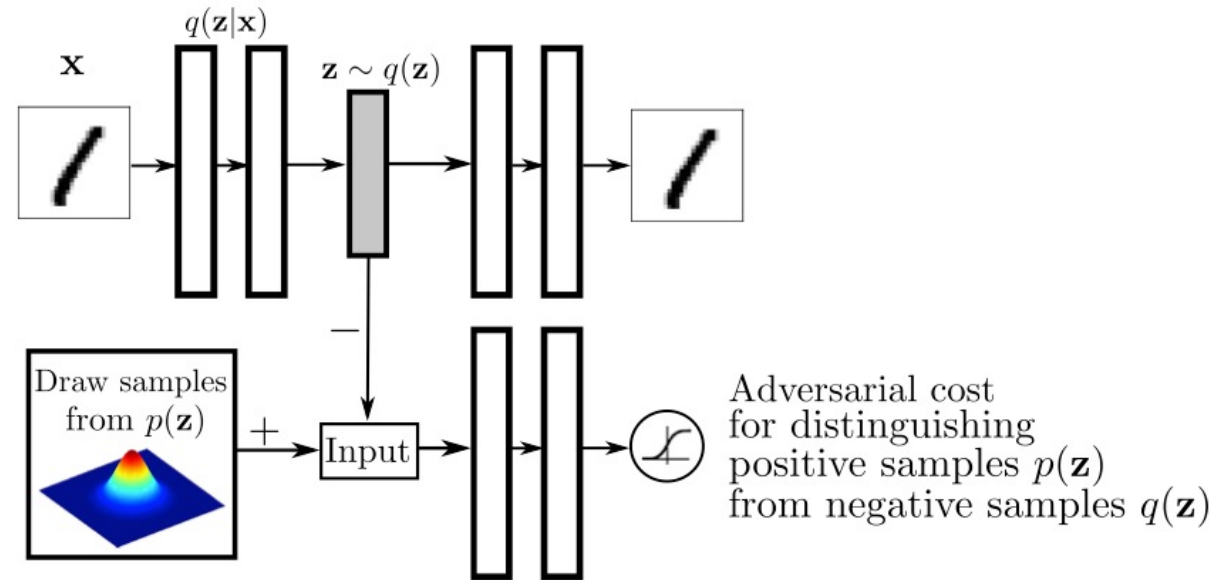 q(z|x)
x
z ∼ q(z)
−
Draw samples
from p(z)
+
Input
Adversarial cost
for distinguishing
positive samples p(z)
from negative samples q(z)